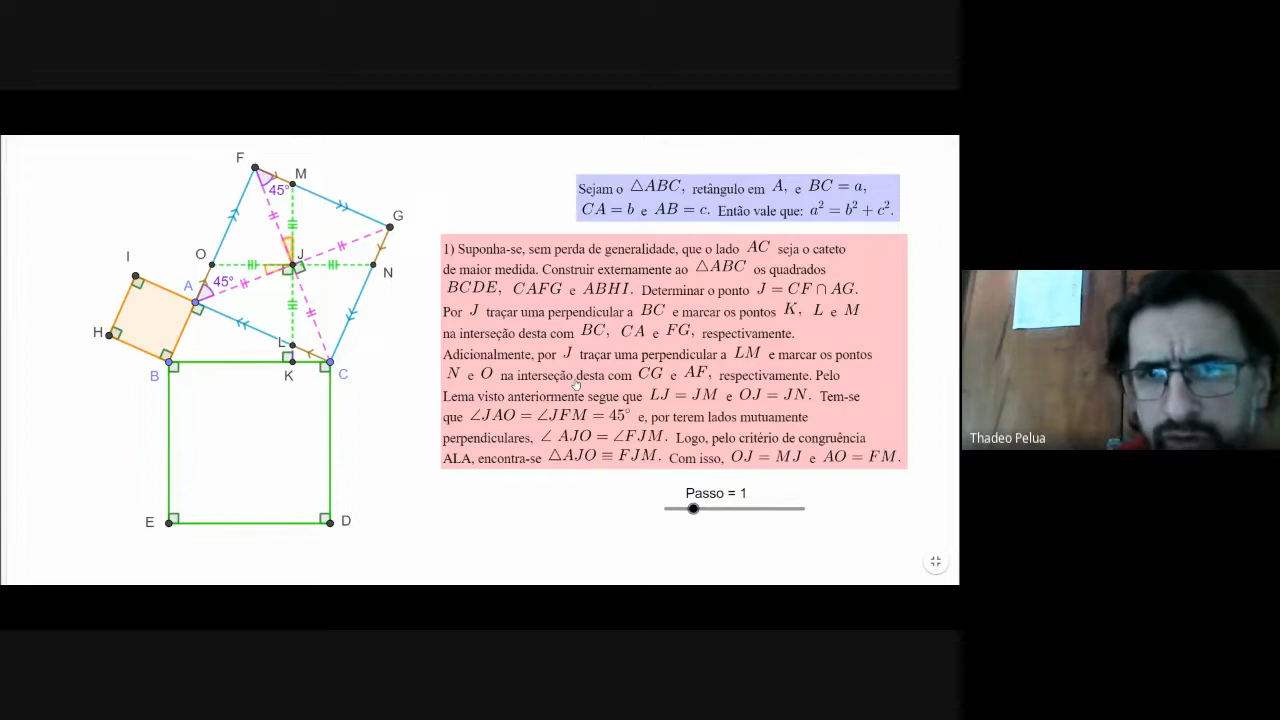 F
M
45°
G
I
O
J
N
A
45°
H
L
B
K
C
E
D
Sejam o △ABC, retângulo em A, e BC = a,
CA = b e AB = c. Então vale que: a² = b² + c².
1) Suponha-se, sem perda de generalidade, que o lado AC seja o cateto
de maior medida. Construir externamente ao △ABC os quadrados
BCDE, CAFG e ABHI. Determinar o ponto J = CF ∩ AG.
Por J traçar uma perpendicular a BC e marcar os pontos K, L e M
na interseção desta com BC, CA e FG, respectivamente.
Adicionalmente, por J traçar uma perpendicular a LM e marcar os pontos
N e O na interseção desta com CG e AF, respectivamente. Pelo
Lema visto anteriormente segue que LJ = JM e OJ = JN. Tem-se
que ∠JAO = ∠JFM = 45° e, por terem lados mutuamente
perpendiculares, ∠ AJO = ∠FJM. Logo, pelo critério de congruência
ALA, encontra-se △AJO ≡ FJM. Com isso, OJ = MJ e AO = FM.
Passo = 1
Thadeo Pelua